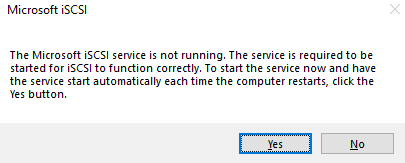 Microsoft iSCSI
The Microsoft iSCSI service is not running. The service is required to be
started for iSCSI to function correctly. To start the service now and have
the service start automatically each time the computer restarts, click the
Yes button.
Yes No